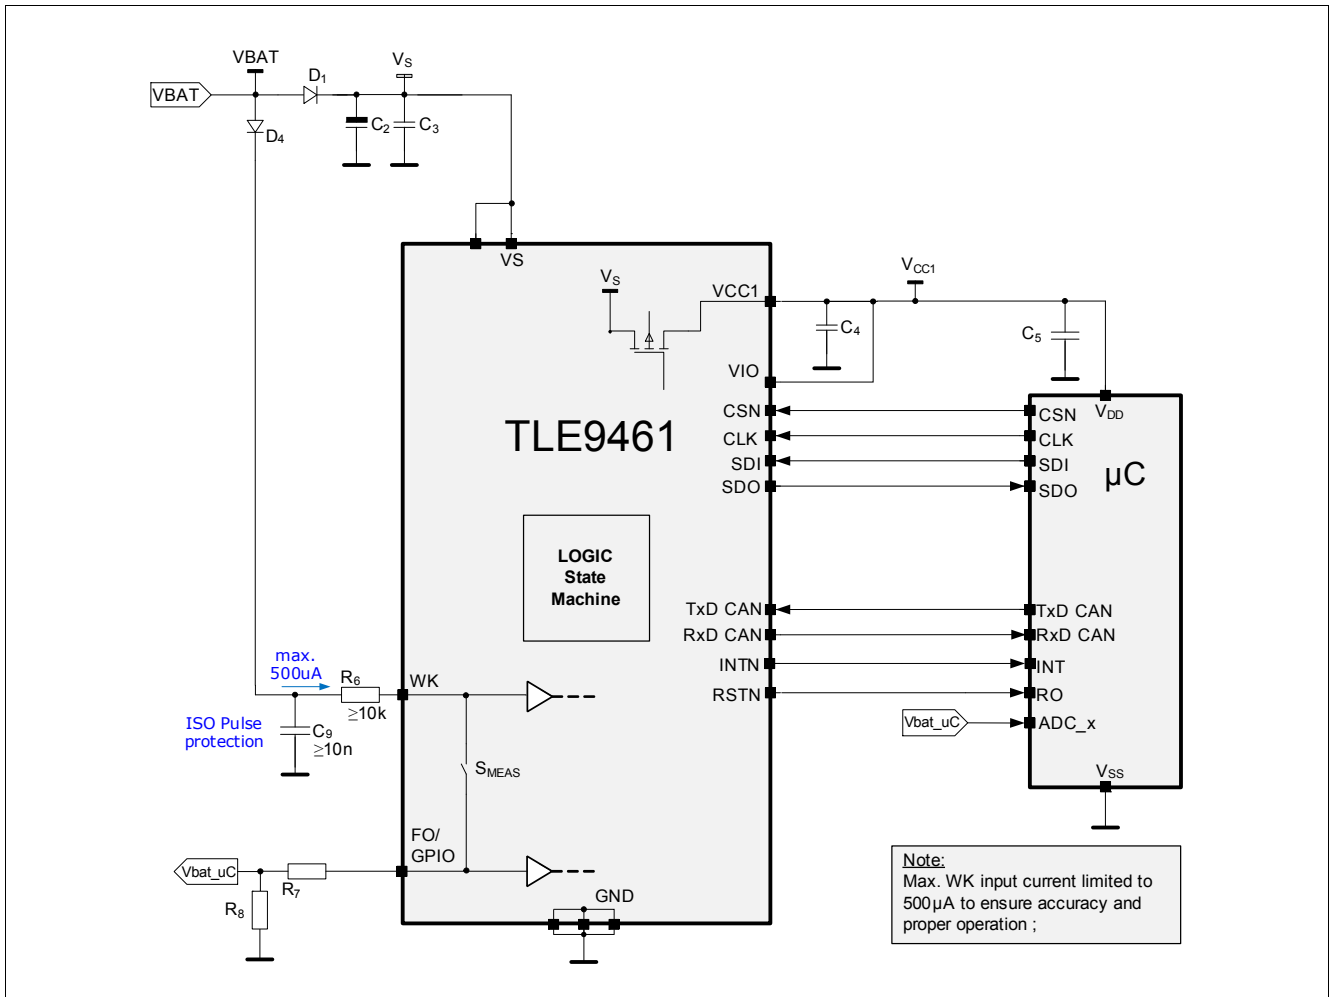 VBAT
VBAT
D1
VS
C2
C3
D4
VS
VS
VCC1
VCC1
C4
C5
VIO
CSN
CLK
SDI
SDO
TLE9461
CSN
VDD
CLK
SDI
SDO
µC
LOGIC
State
Machine
TxD CAN
RxD CAN
INTN
RSTN
TxD CAN
RxD CAN
INT
RO
ADC_x
Vbat_uC
VSS
max.
500uA
R6
≥10k
WK
ISO Pulse
protection
C9
≥10n
SMEAS
FO/
GPIO
Vbat_uC
R7
R8
GND
Note:
Max. WK input current limited to
500µA to ensure accuracy and
proper operation ;